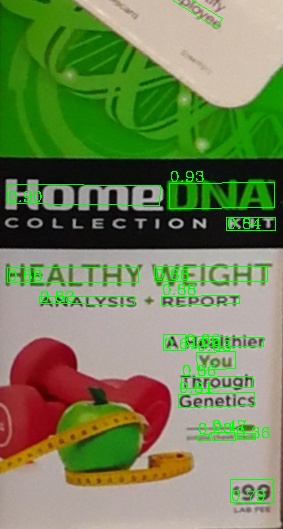 HomeDNA
COLLECTION KIT
HEALTHY WEIGHT
ANALYSIS + REPORT
A Healthier
You
Through
Genetics
$99
LAB FEE